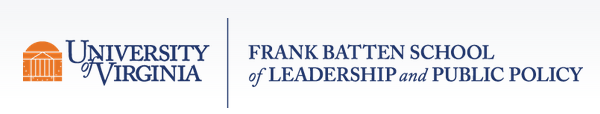 UNIVERSITY
of VIRGINIA
FRANK BATTEN SCHOOL
of LEADERSHIP and PUBLIC POLICY